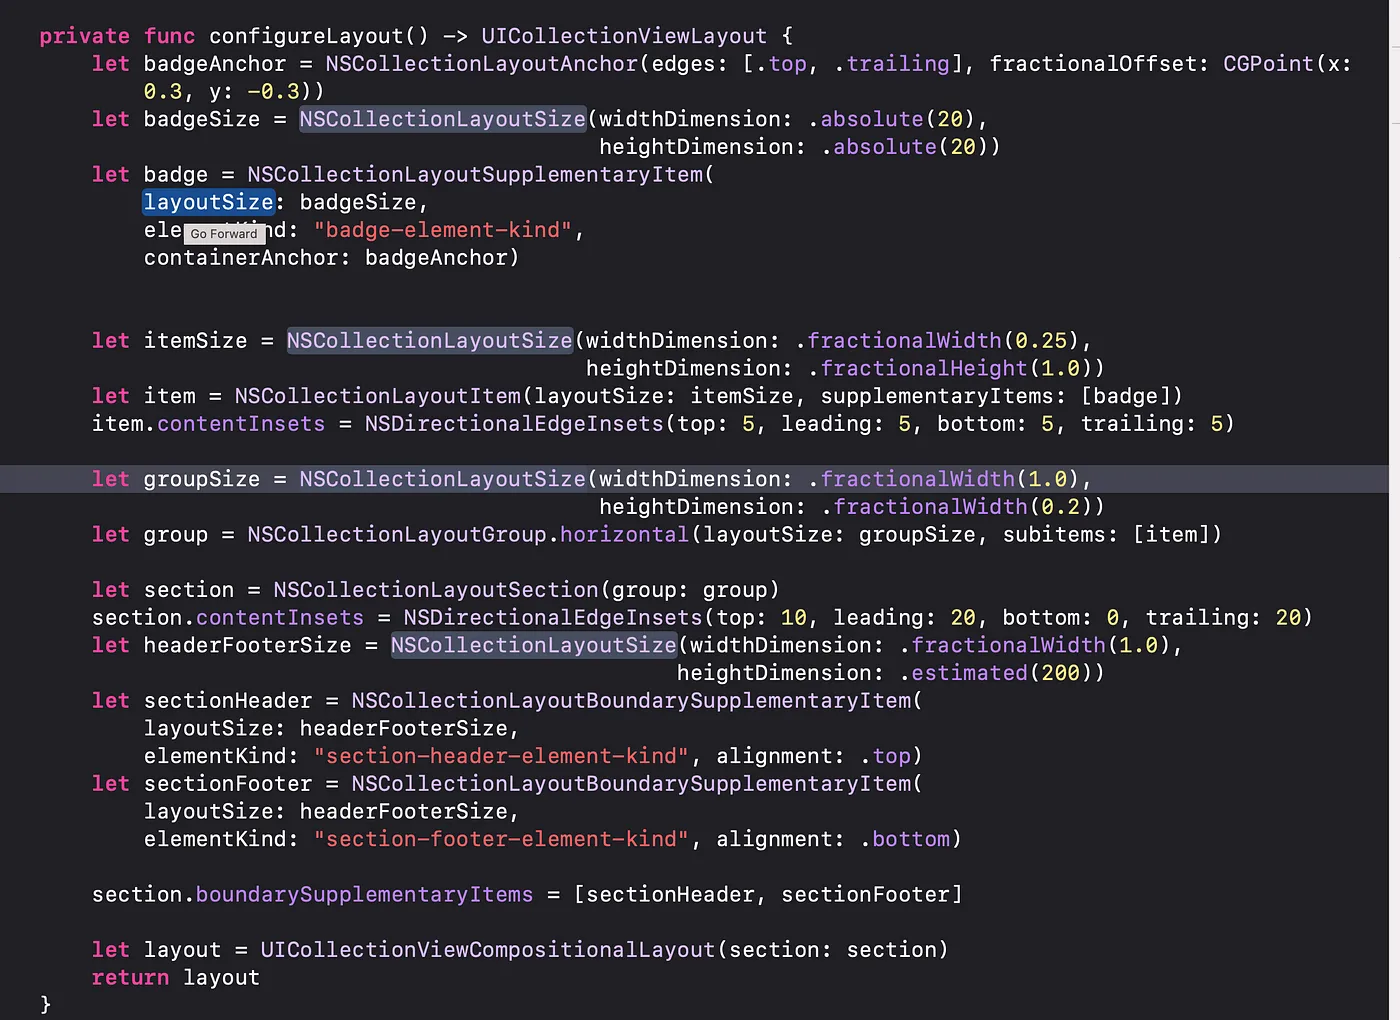 private func configureLayout() -> UICollectionViewLayout {
let badgeAnchor = NSCollectionLayoutAnchor(edges: [.top, .trailing], fractionalOffset: CGPoint(x:
0.3, y: -0.3))
let badgeSize = NSCollectionLayoutSize(widthDimension: .absolute(20),
heightDimension: .absolute(20))
let badge = NSCollectionLayoutSupplementaryItem(
layoutSize: badgeSize,
"badge-element-kind",
Go Forward
containerAnchor: badgeAnchor)
let itemSize = NSCollectionLayoutSize(widthDimension: .fractionalWidth(0.25),
heightDimension: .fractionalHeight(1.0))
let item = NSCollectionLayoutItem(layoutSize: itemSize, supplementaryItems: [badge])
item.contentInsets = NSDirectionalEdgeInsets(top: 5, leading: 5, bottom: 5, trailing: 5)
let groupSize = NSCollectionLayoutSize(widthDimension: .fractionalWidth(1.0),
heightDimension: .fractionalWidth(0.2))
let group = NSCollectionLayoutGroup.horizontal(layoutSize: groupSize, subitems: [item])
let section = NSCollectionLayoutSection(group: group)
section.contentInsets = NSDirectionalEdgeInsets(top: 10, leading: 20, bottom: 0, trailing: 20)
let headerFooterSize = NSCollectionLayoutSize(widthDimension: .fractionalWidth(1.0),
heightDimension: .estimated(200))
let sectionHeader = NSCollectionLayoutBoundarySupplementaryItem(
layoutSize: headerFooterSize,
elementKind: "section-header-element-kind", alignment: .top)
let sectionFooter = NSCollectionLayoutBoundarySupplementaryItem(
layoutSize: headerFooterSize,
elementKind: "section-footer-element-kind", alignment: .bottom)
section.boundarySupplementaryItems = [sectionHeader, sectionFooter]
let layout = UICollectionViewCompositionalLayout(section: section)
return layout
}